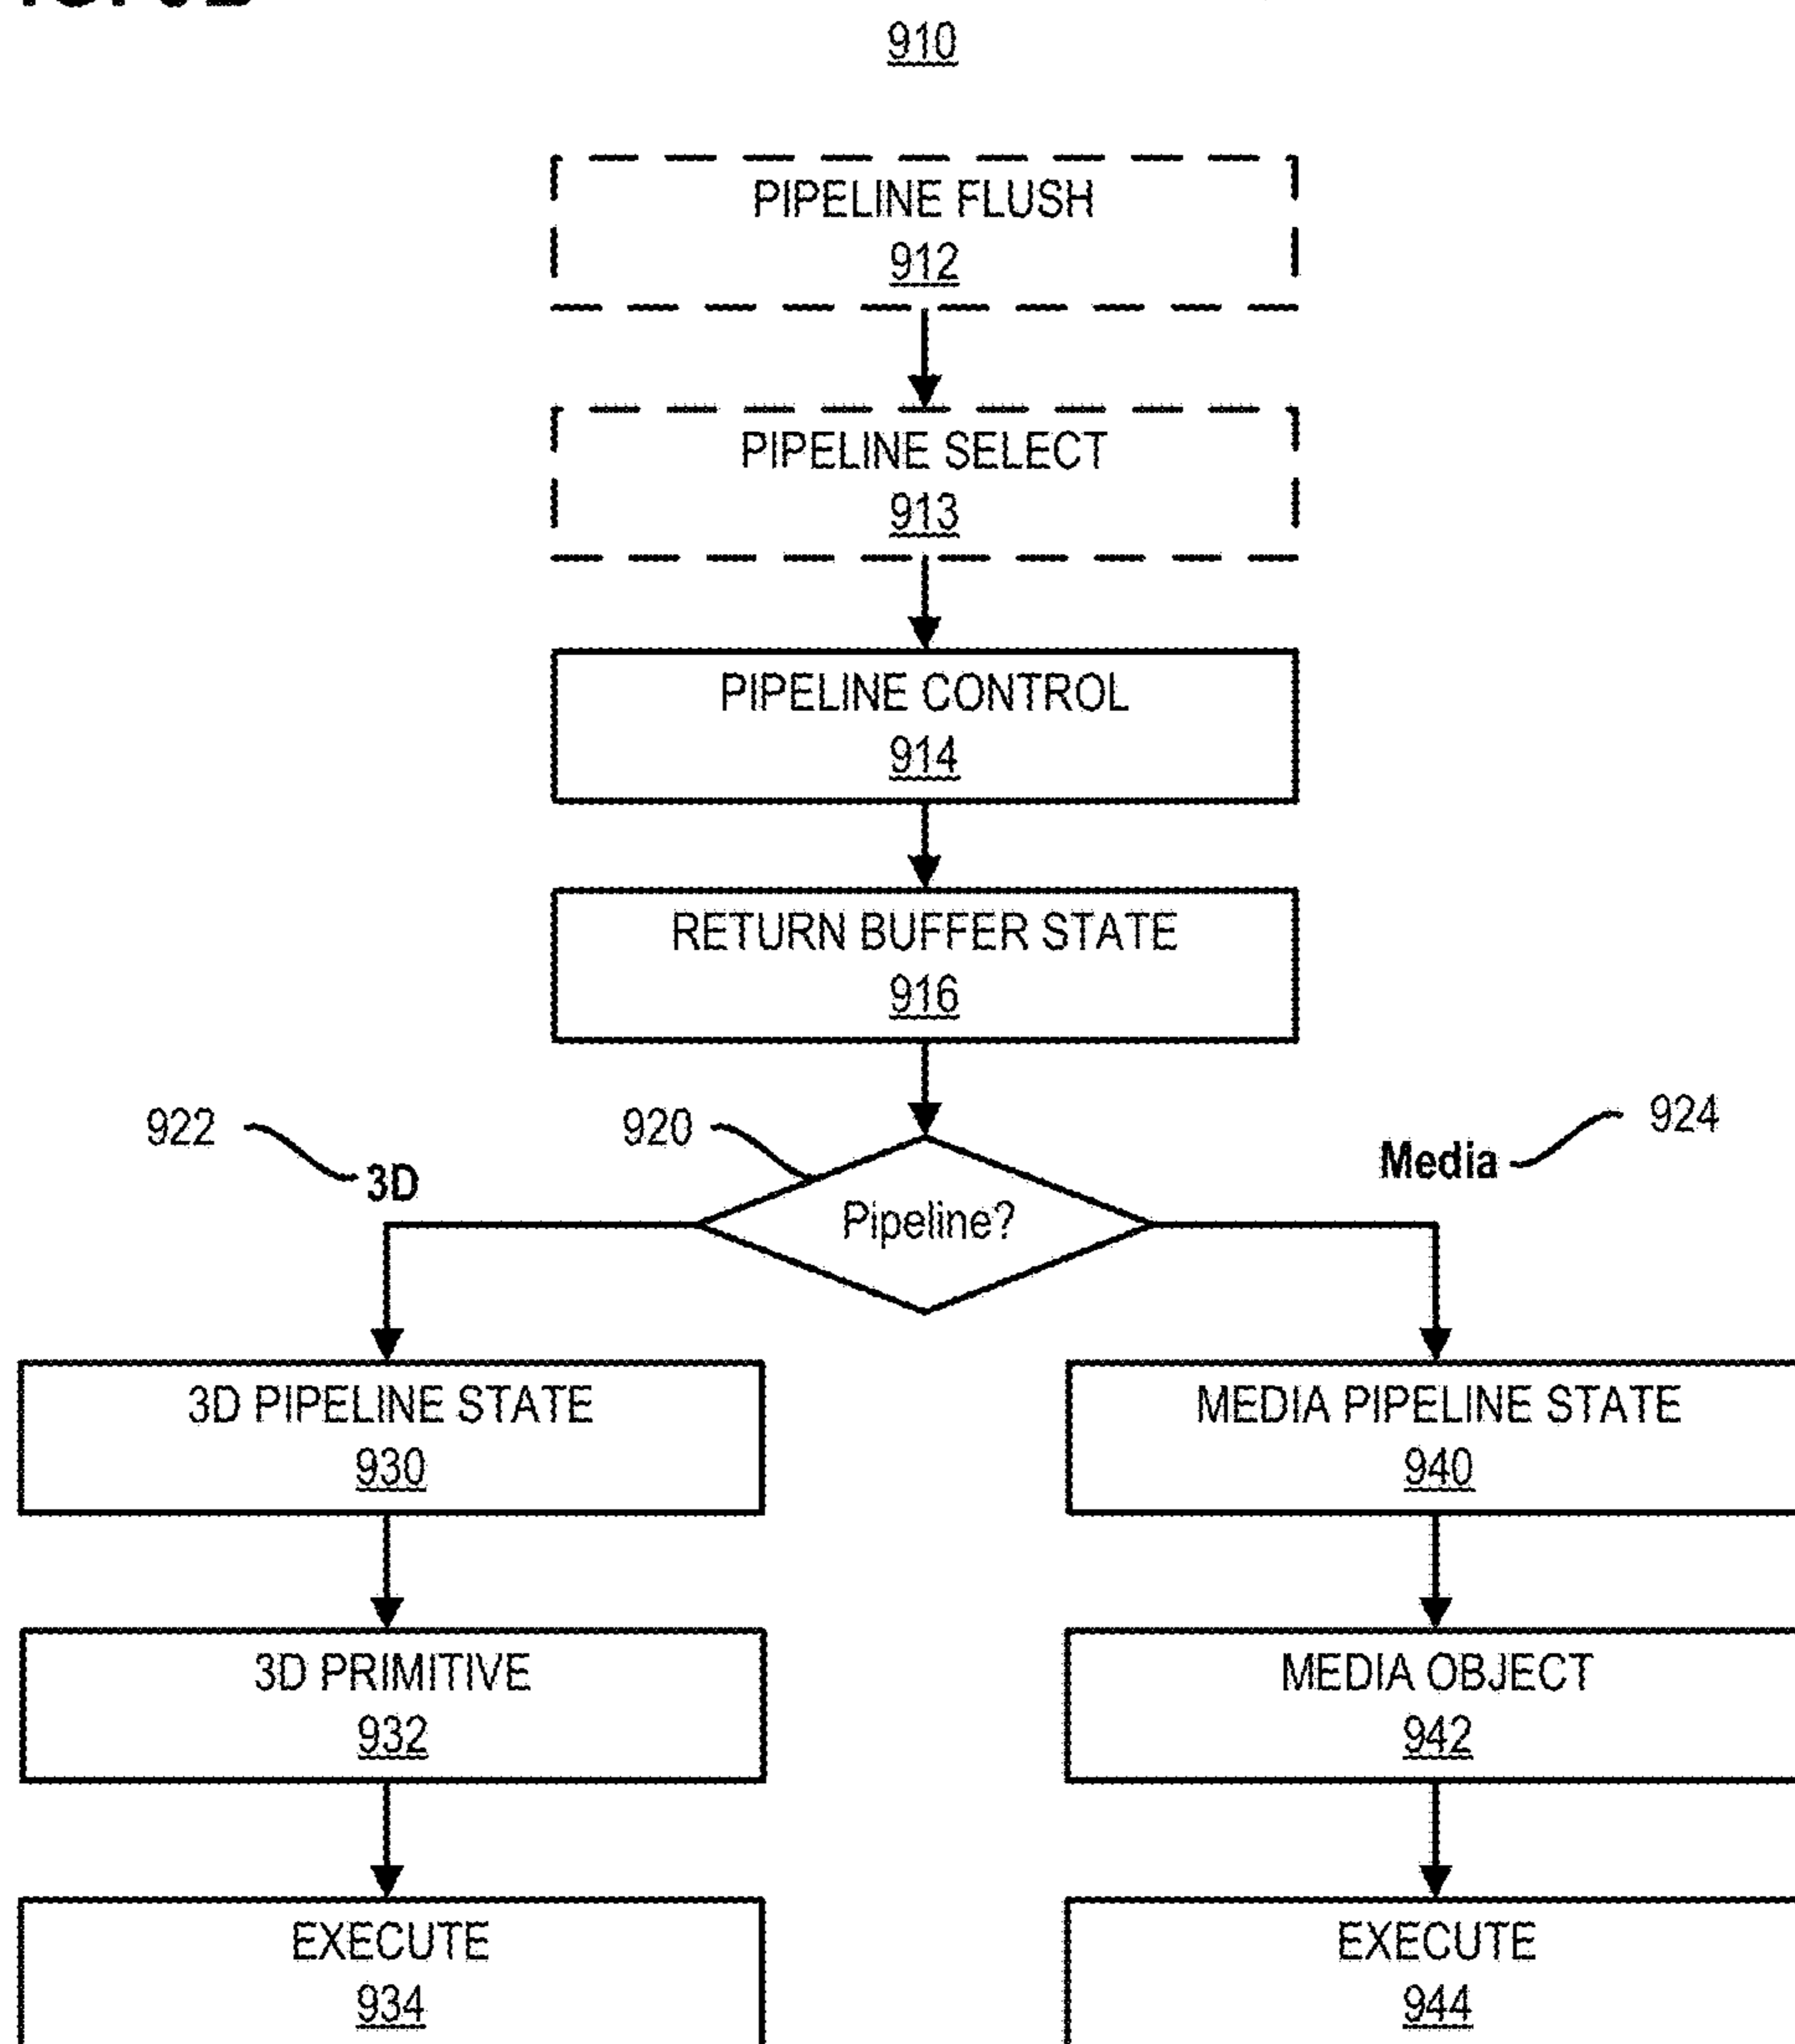 910
PIPELINE FLUSH
912
PIPELINE SELECT
913
PIPELINE CONTROL
914
RETURN BUFFER STATE
916
922
920
924
3D
Media
Pipeline?
3D PIPELINE STATE
930
MEDIA PIPELINE STATE
940
3D PRIMITIVE
932
MEDIA OBJECT
942
EXECUTE
934
EXECUTE
944